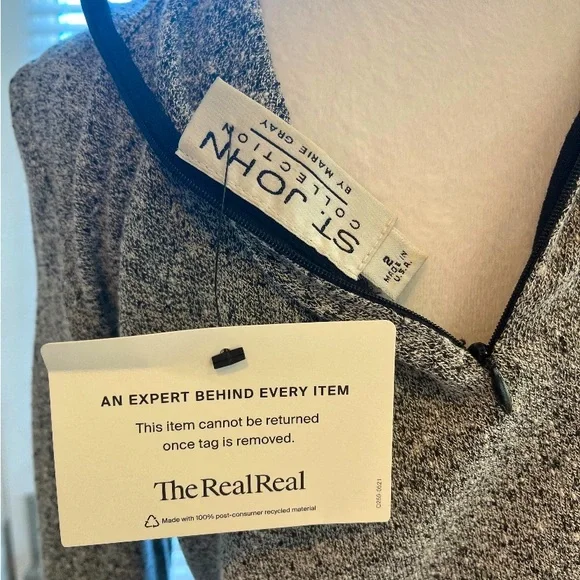 ST. JOHN
COLLECTION
BY MARIE GRAY
2
MADE IN
U.S.A.
AN EXPERT BEHIND EVERY ITEM
This item cannot be returned
once tag is removed.
The RealReal
Made with 100% post-consumer recycled material